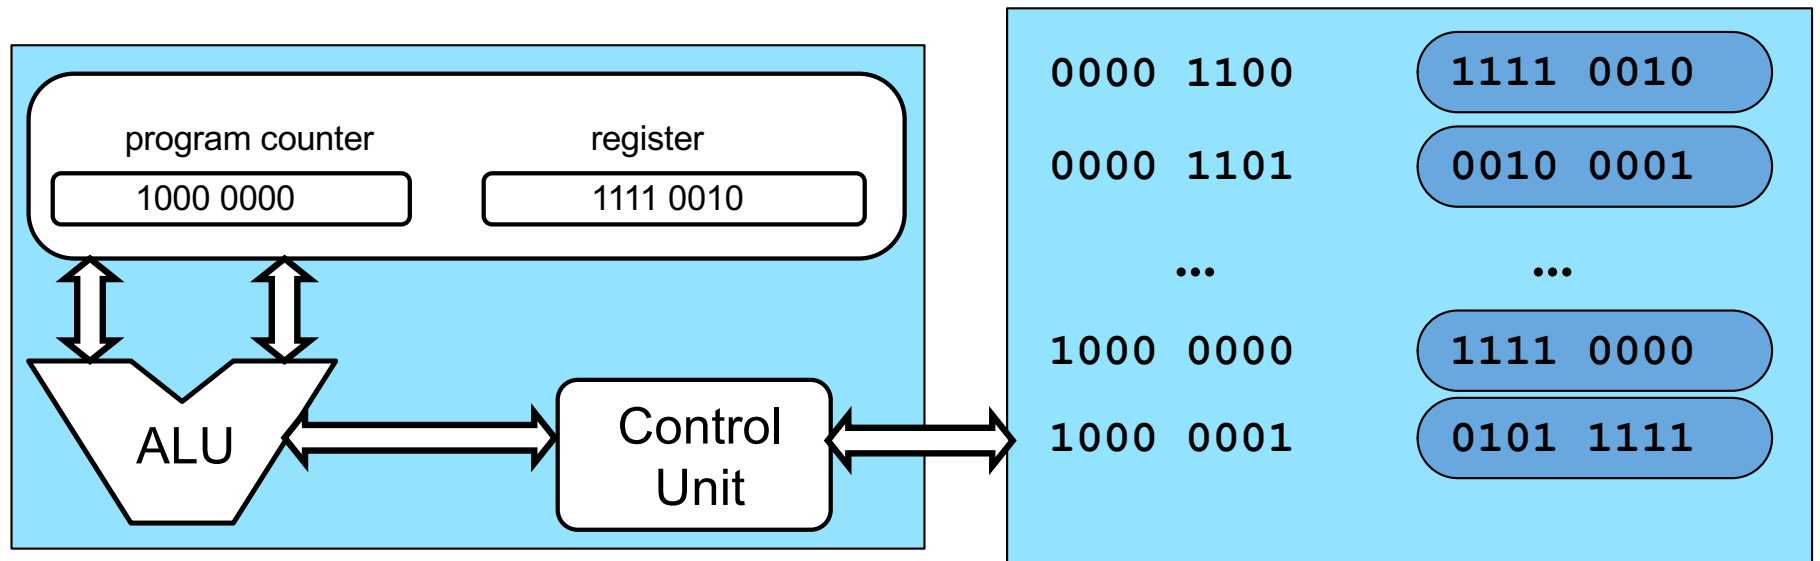 program counter register
1000 0000 1111 0010
ALU
Control
Unit
0000 1100 1111 0010
0000 1101 0010 0001
... ...
1000 0000 1111 0000
1000 0001 0101 1111